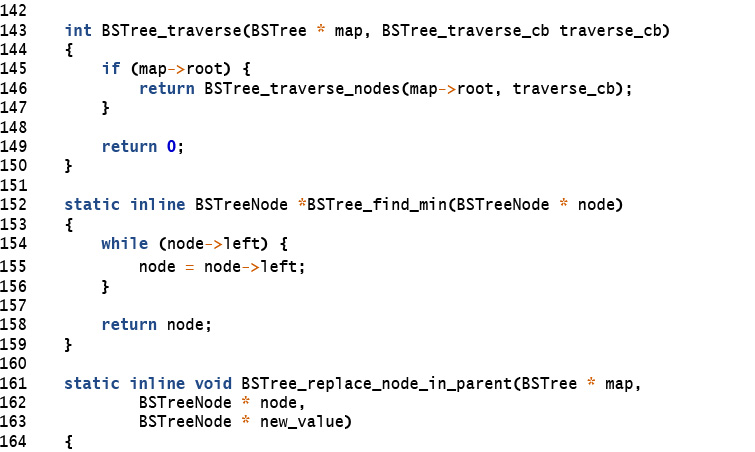 142
143    int BSTree_traverse(BSTree * map, BSTree_traverse_cb traverse_cb)
144    {
145        if (map->root) {
146            return BSTree_traverse_nodes(map->root, traverse_cb);
147        }
148
149        return 0;
150    }
151
152    static inline BSTreeNode *BSTree_find_min(BSTreeNode * node)
153    {
154        while (node->left) {
155            node = node->left;
156        }
157
158        return node;
159    }
160
161    static inline void BSTree_replace_node_in_parent(BSTree * map,
162            BSTreeNode * node,
163            BSTreeNode * new_value)
164    {